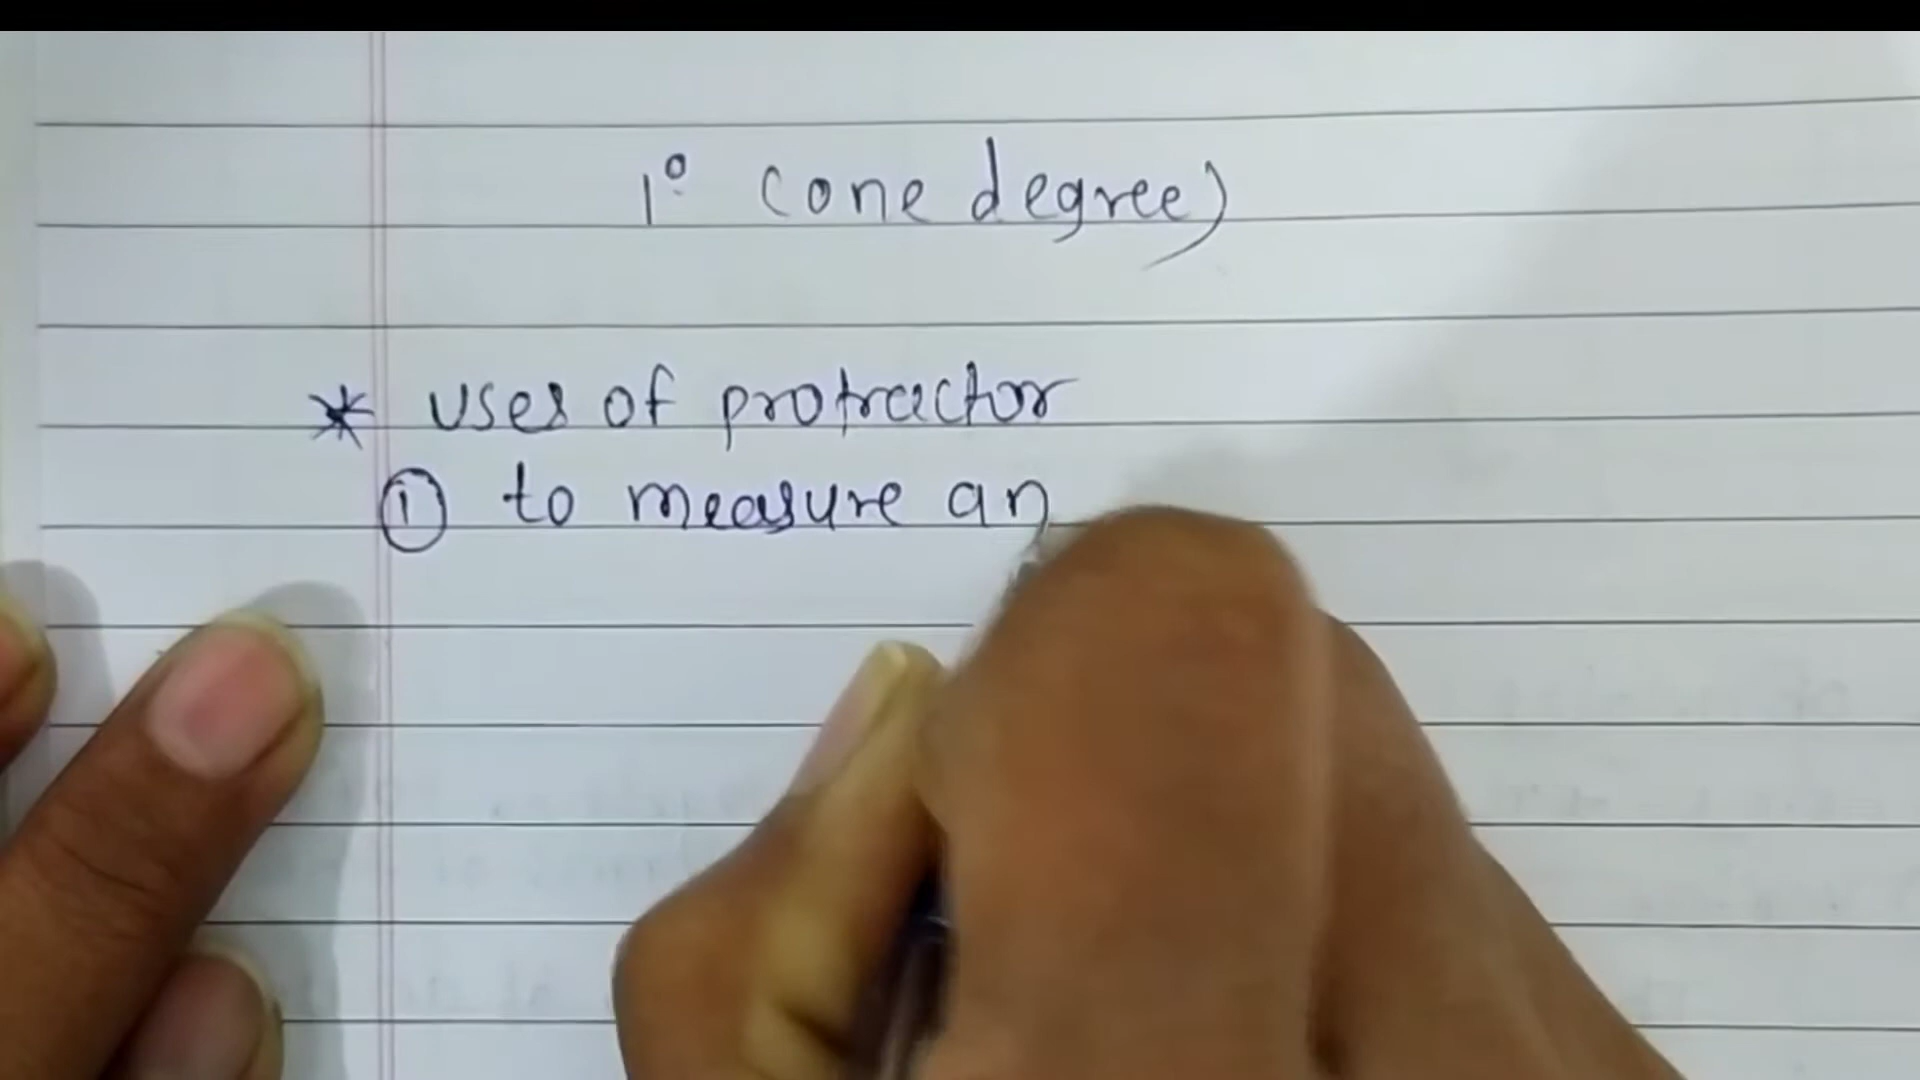 1° (one degree)
* uses of protractor
① to measure an